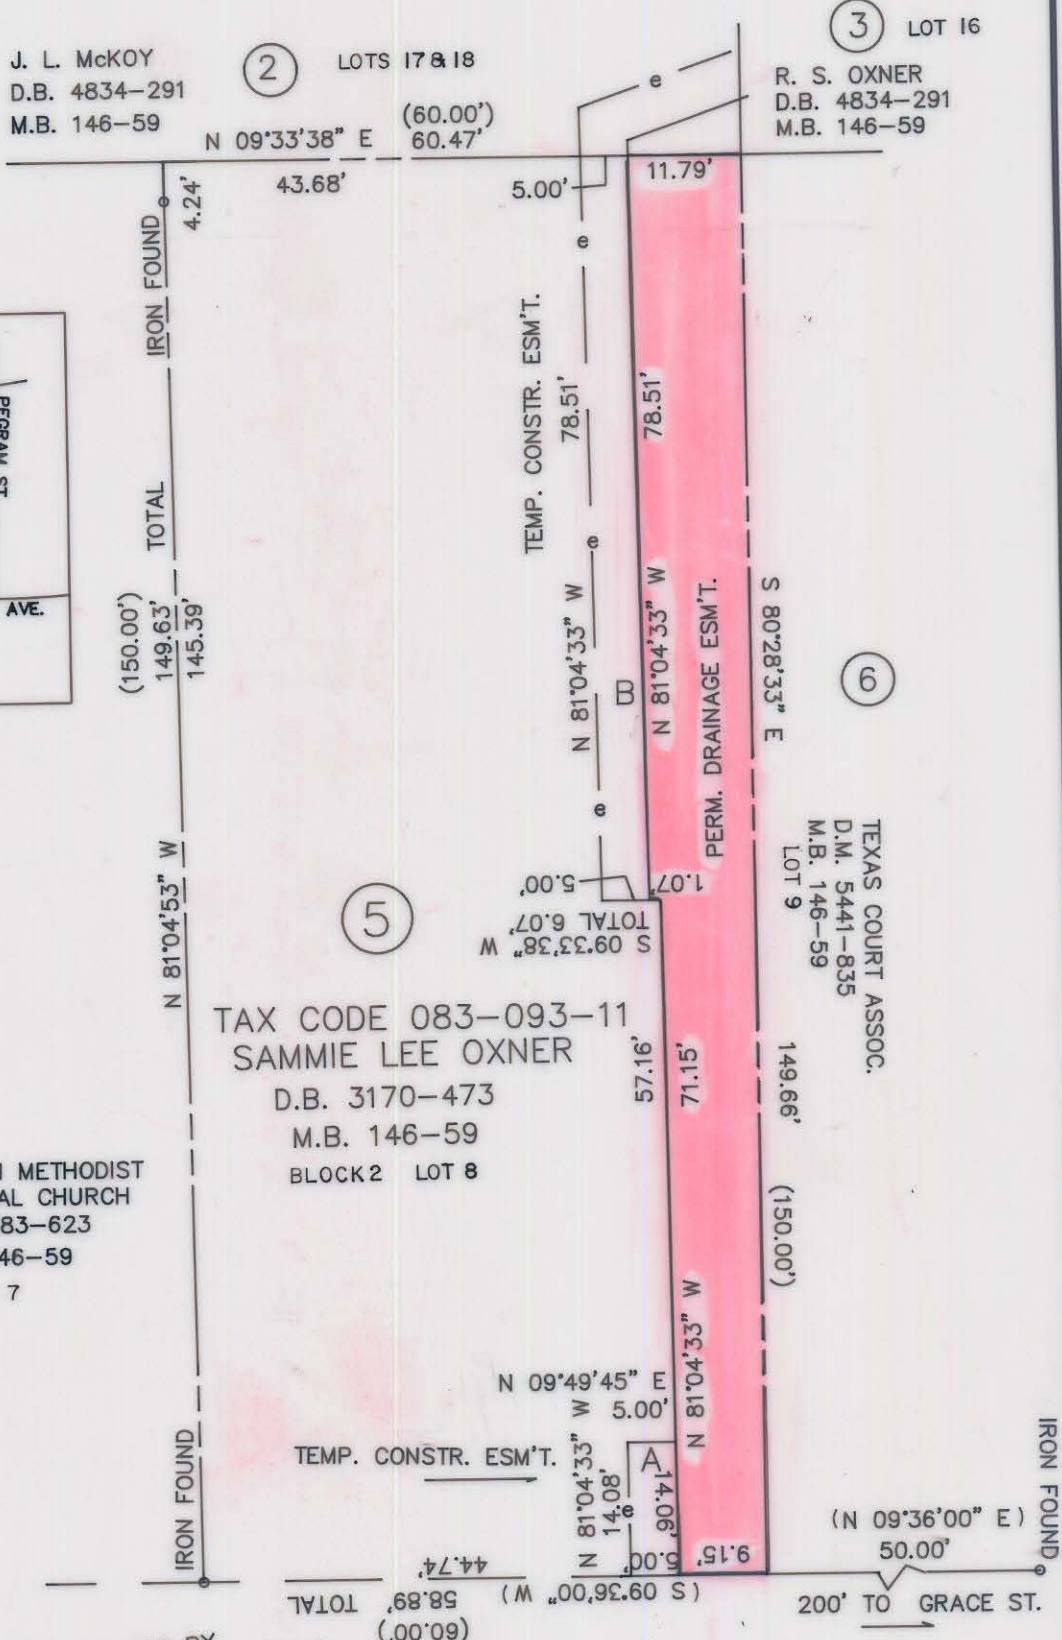 J. L. McKOY
D.B. 4834-291
M.B. 146-59
2
LOTS 17 & 18
3
LOT 16
R. S. OXNER
D.B. 4834-291
M.B. 146-59
(60.00')
N 09°33'38" E
60.47'
43.68'
5.00'
11.79'
4.24'
IRON FOUND
TOTAL
(150.00')
149.63'
145.39'
N 81°04'53" W
IRON FOUND
PEGRAM ST.
AVE.
e
e
e
e
TEMP. CONSTR. ESM'T.
78.51'
N 81°04'33" W
B
78.51'
N 81°04'33" W
PERM. DRAINAGE ESM'T.
S 80°28'33" E
149.66'
(150.00')
6
TEXAS COURT ASSOC.
D.M. 5441-835
M.B. 146-59
LOT 9
5.00'
1.07'
S 09°33'38" W
TOTAL 6.07'
5
TAX CODE 083-093-11
SAMMIE LEE OXNER
D.B. 3170-473
M.B. 146-59
BLOCK 2 LOT 8
57.16'
71.15'
N 81°04'33" W
METHODIST
AL CHURCH
83-623
46-59
7
N 09°49'45" E
5.00'
TEMP. CONSTR. ESM'T.
N 81°04'33" W
14.08'
e
A
14.06'
5.00'
9.15'
44.74'
(S 09°36'00" W)
58.89' TOTAL
(60.00')
(N 09°36'00" E)
50.00'
IRON FOUND
200' TO GRACE ST.
BY